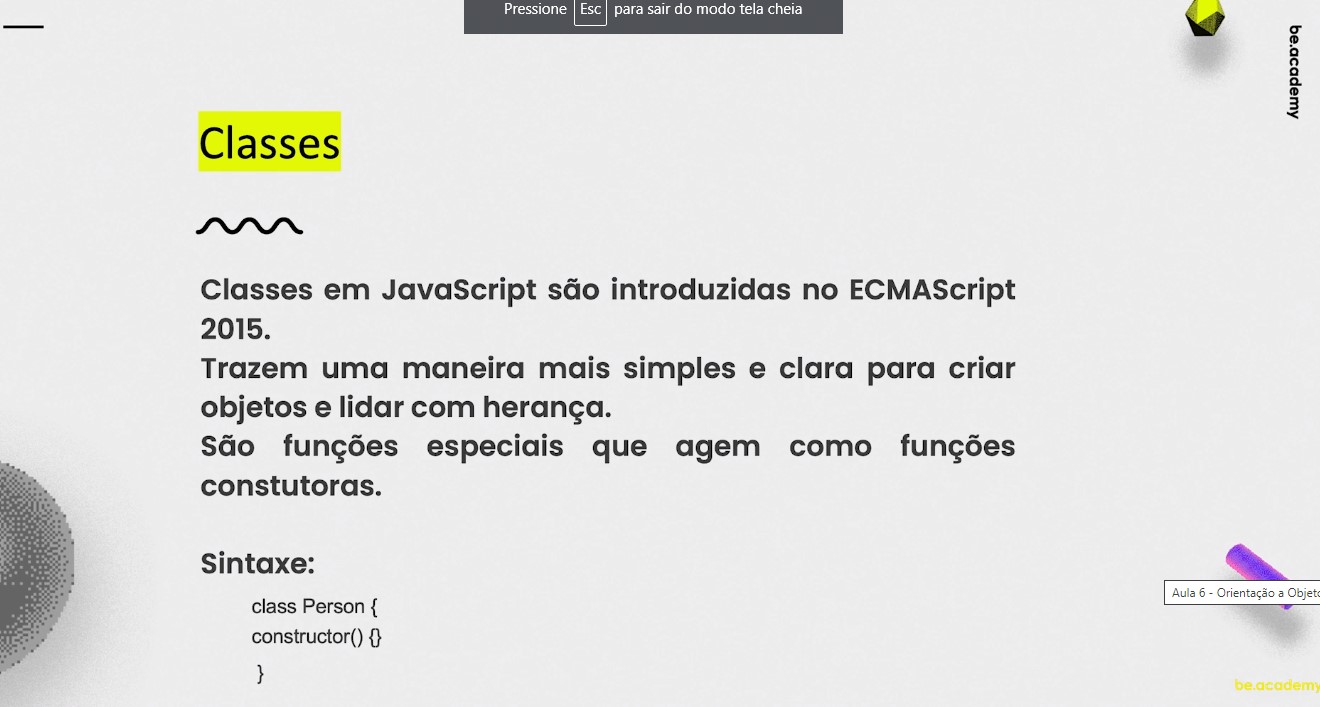 Pressione Esc para sair do modo tela cheia
be.academy
Classes
Classes em JavaScript são introduzidas no ECMAScript
2015.
Trazem uma maneira mais simples e clara para criar
objetos e lidar com herança.
São funções especiais que agem como funções
constutoras.
Sintaxe:
class Person {
constructor() {}
}
Aula 6 - Orientação a Objeto
be.academy